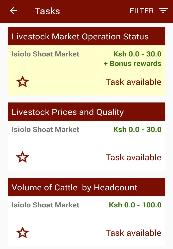 Tasks FILTER
Livestock Market Operation Status
Isiolo Shoat Market Ksh 0.0 - 30.0
+ Bonus rewards
Task available
Livestock Prices and Quality
Isiolo Shoat Market Ksh 0.0 - 30.0
Task available
Volume of Cattle by Headcount
Isiolo Shoat Market Ksh 0.0 - 100.0
Task available